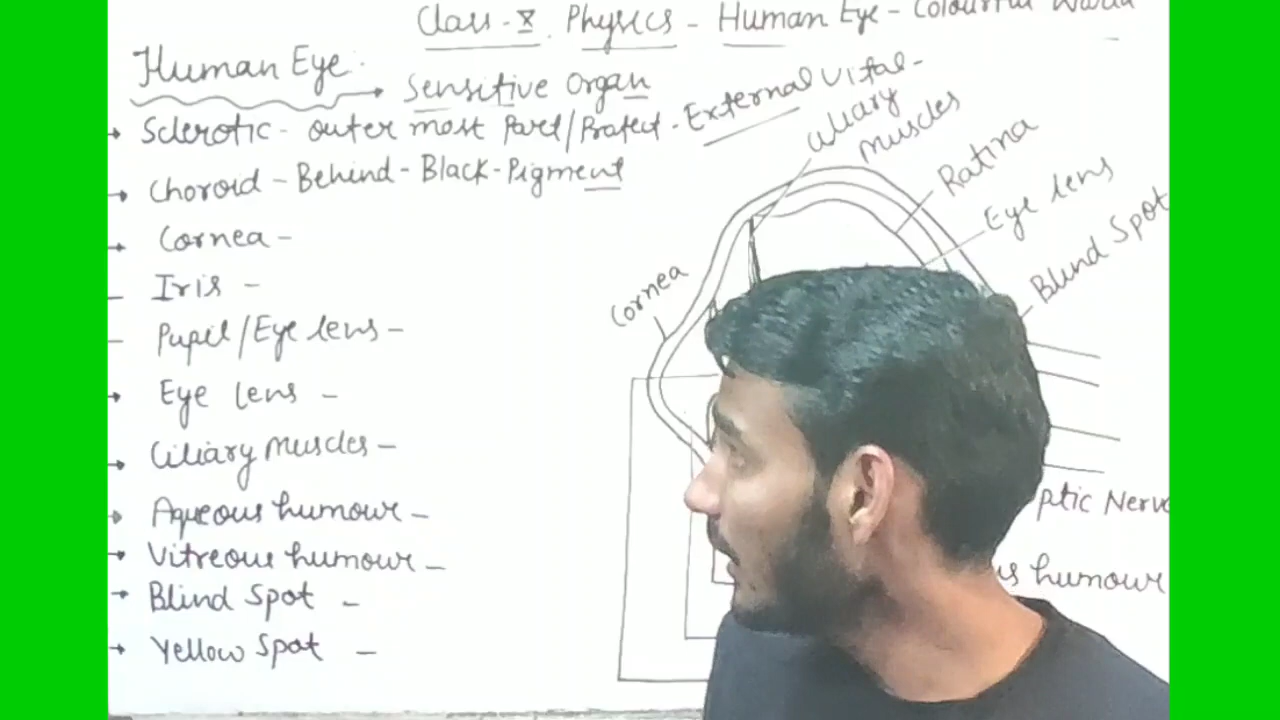 Class - X. Physics - Human Eye - Colourful World
Human Eye
Sensitive Organ
Sclerotic - outer most Part/Protect - External Vital -
Choroid - Behind - Black - Pigment
Cornea -
Iris -
Pupil/Eye lens -
Eye lens -
Ciliary Muscles -
Aqueous humour -
Vitreous humour -
Blind Spot -
Yellow Spot -
Ciliary
Muscles
Ratina
Eye lens
Blind Spot
Cornea
ptic Nerve
us humour